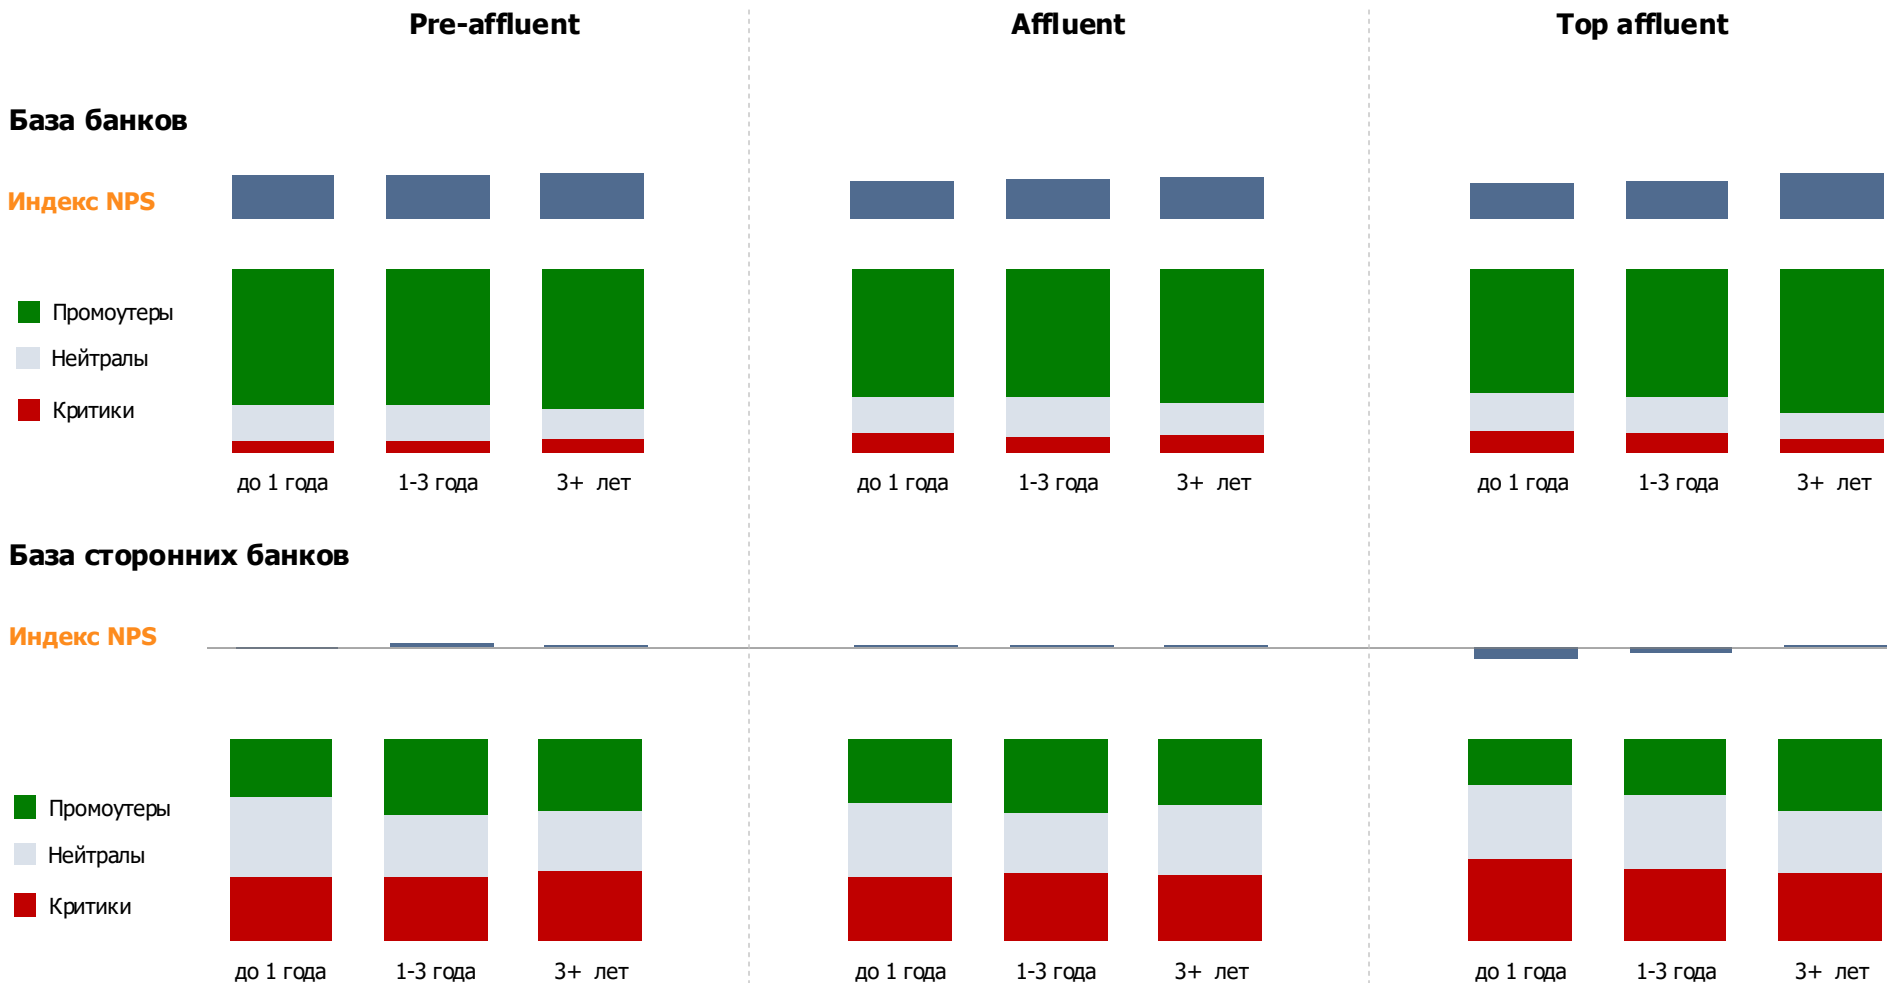 Pre-affluent
Affluent
Top affluent
База банков
Индекс NPS
Промоутеры
Нейтралы
Критики
до 1 года
1-3 года
3+ лет
до 1 года
1-3 года
3+ лет
до 1 года
1-3 года
3+ лет
База сторонних банков
Индекс NPS
Промоутеры
Нейтралы
Критики
до 1 года
1-3 года
3+ лет
до 1 года
1-3 года
3+ лет
до 1 года
1-3 года
3+ лет